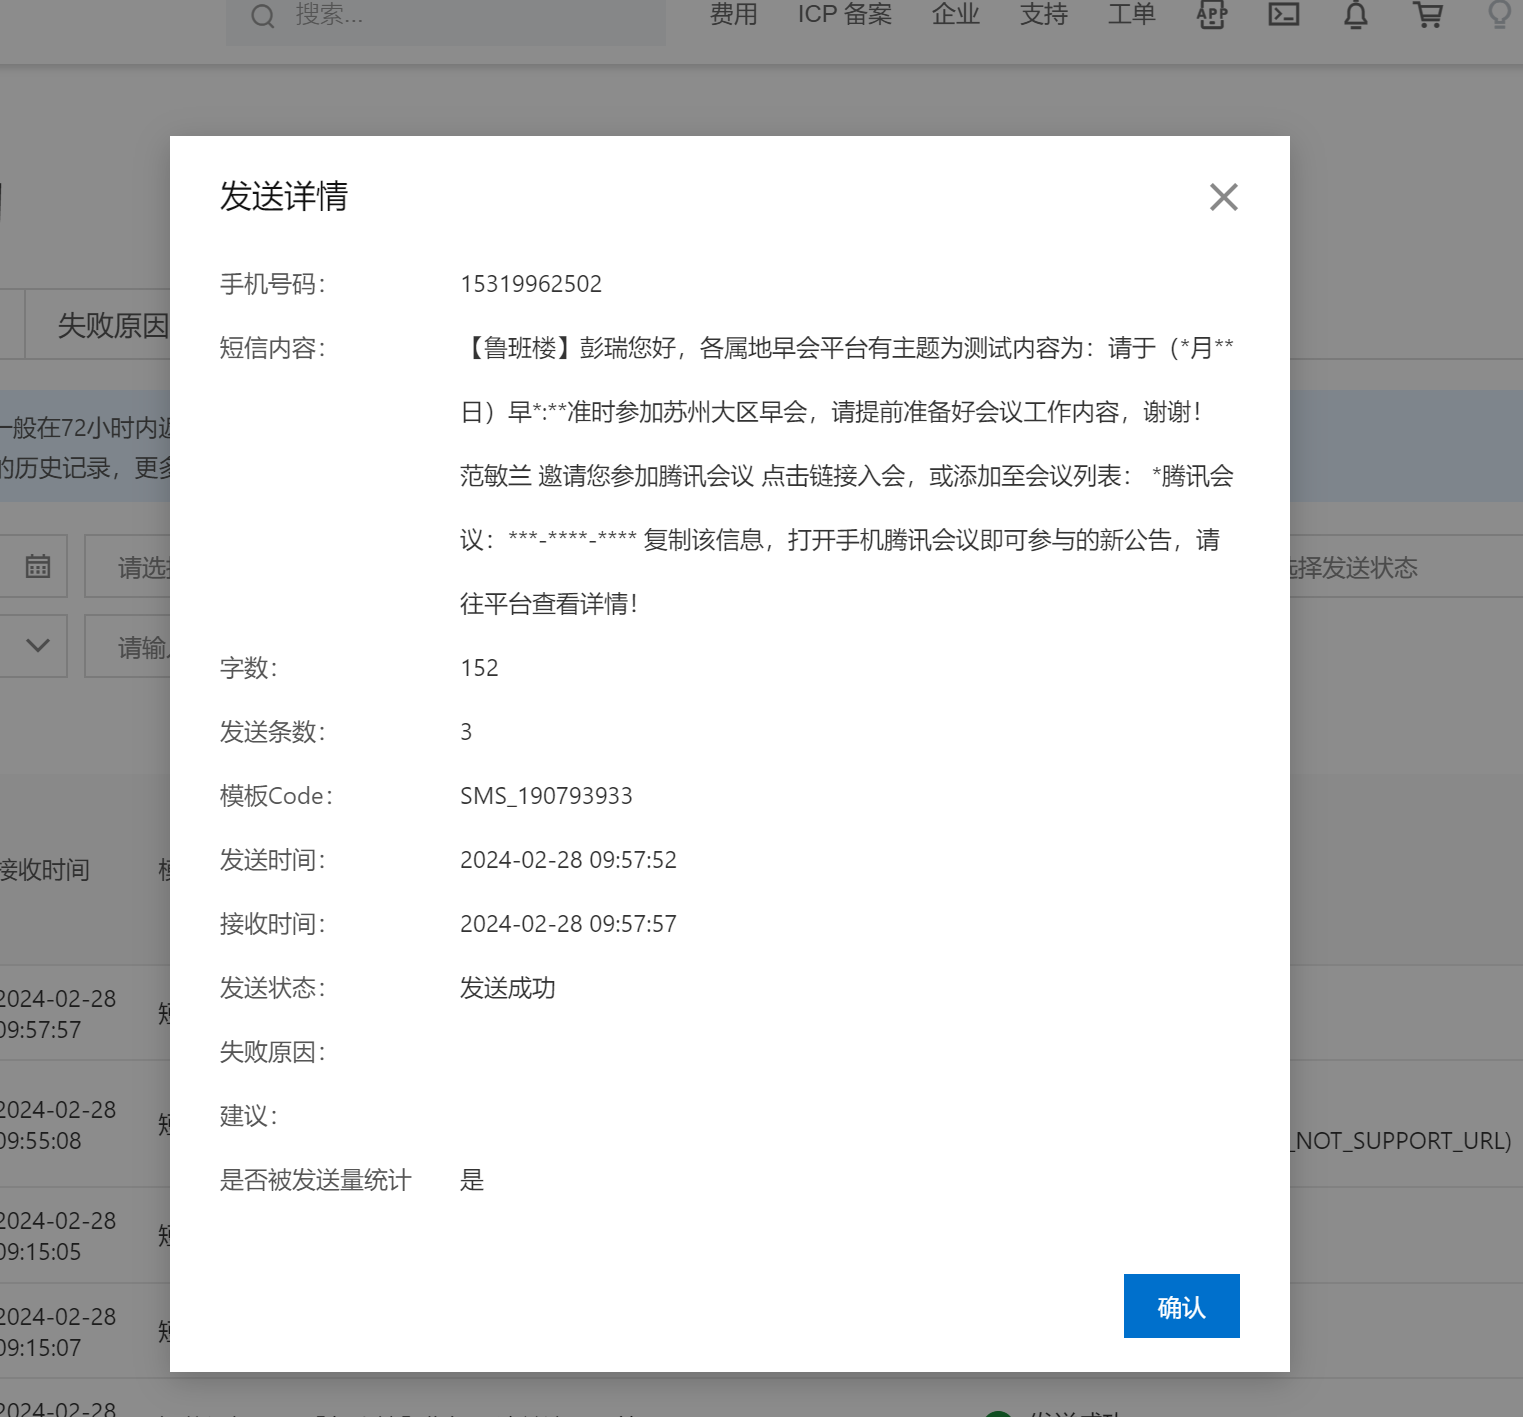 搜索...
费用
ICP 备案
企业
支持
工单
APP
发送详情
手机号码：
15319962502
失败原因
短信内容：
【鲁班楼】彭瑞您好，各属地早会平台有主题为测试内容为：请于（*月**
日）早*:**准时参加苏州大区早会，请提前准备好会议工作内容，谢谢！
一般在72小时内返
的历史记录，更多
范敏兰 邀请您参加腾讯会议 点击链接入会，或添加至会议列表： *腾讯会
议：***-****-**** 复制该信息，打开手机腾讯会议即可参与的新公告，请
往平台查看详情！
请选择
选择发送状态
请输入
字数：
152
发送条数：
3
模板Code：
SMS_190793933
发送时间：
2024-02-28 09:57:52
接收时间
接收时间：
2024-02-28 09:57:57
发送状态：
发送成功
2024-02-28
09:57:57
短
失败原因：
建议：
2024-02-28
09:55:08
短
_NOT_SUPPORT_URL)
是否被发送量统计
是
2024-02-28
09:15:05
短
确认
2024-02-28
09:15:07
短
2024-02-28
发送成功